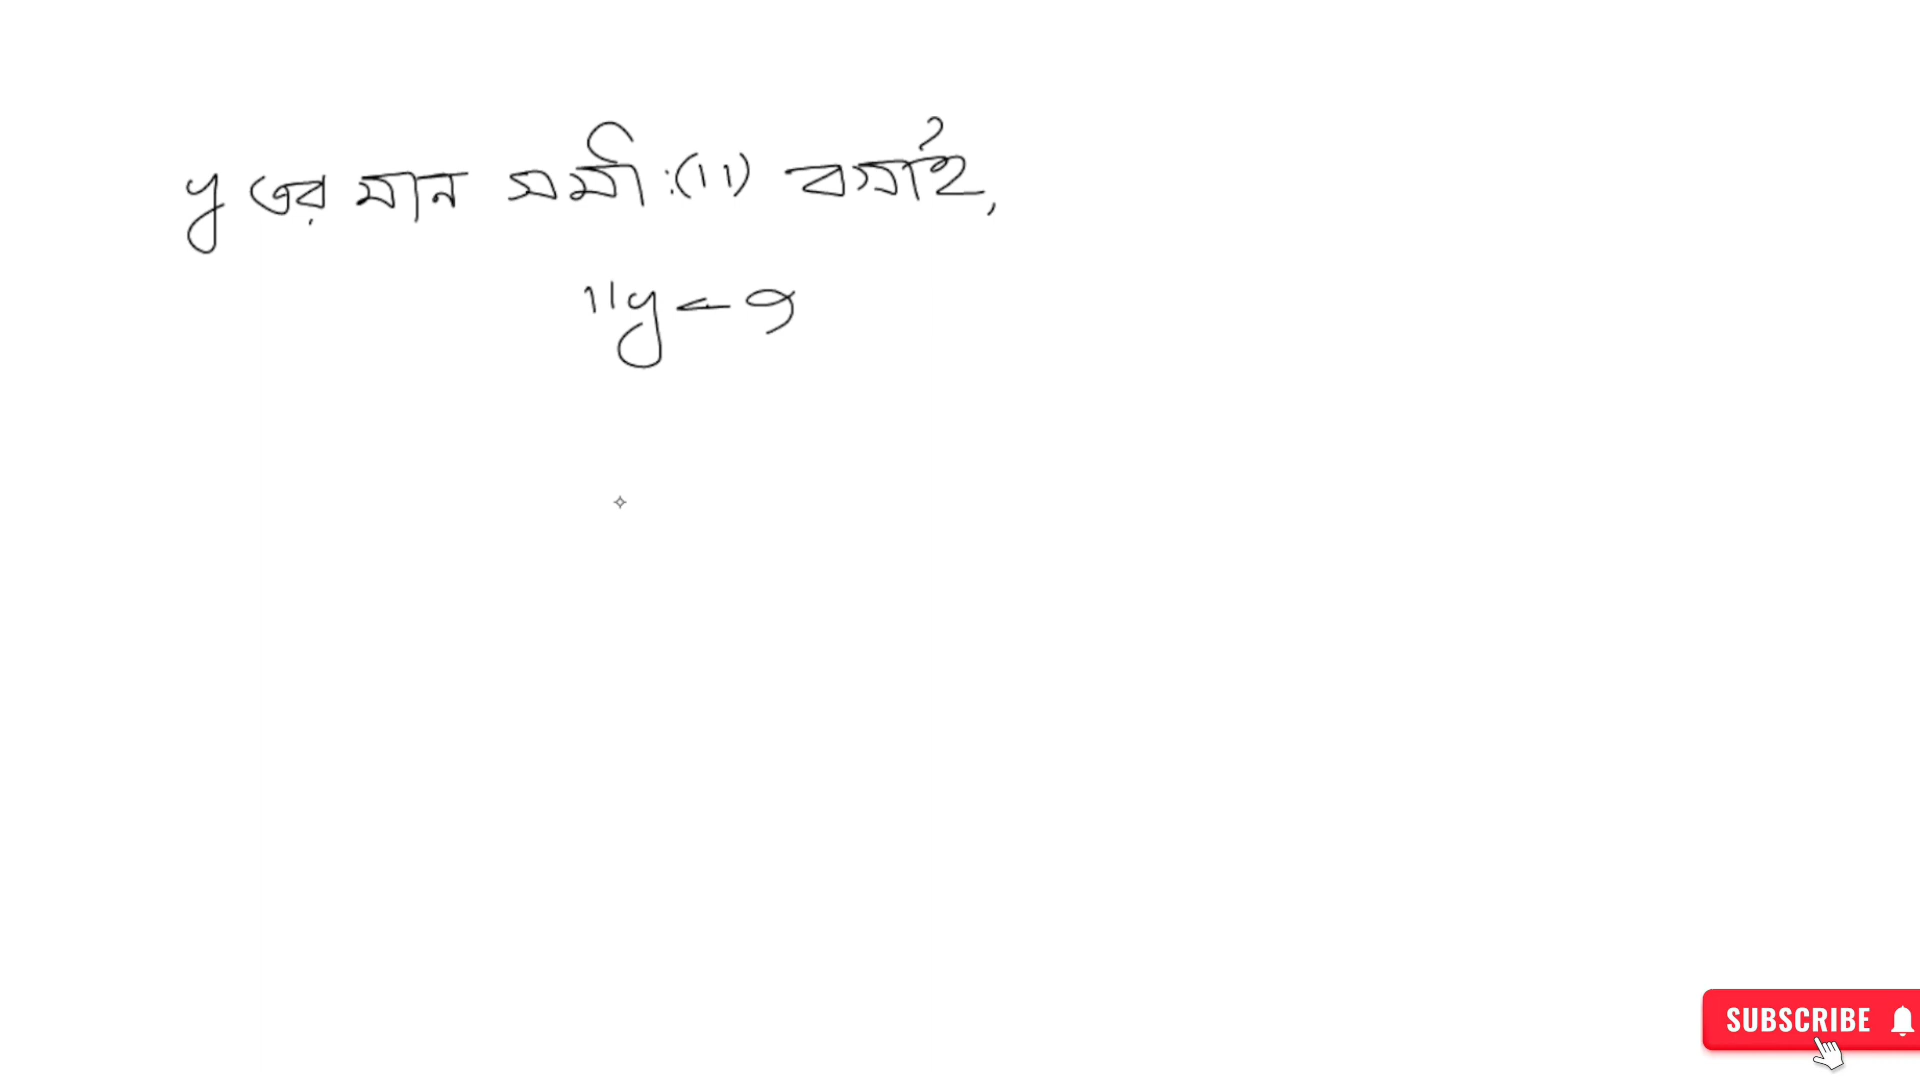 y এর মান সমী:(11) বসাই,
11y = 9
SUBSCRIBE